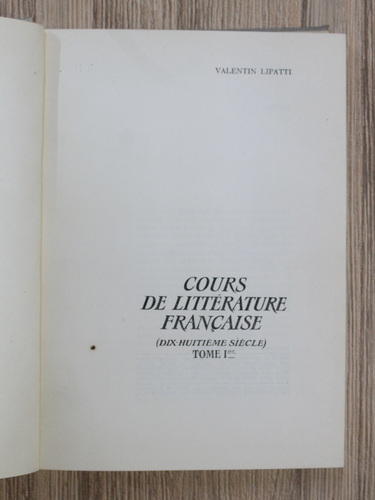 VALENTIN LIPATTI
COURS
DE LITTÉRATURE
FRANÇAISE
(DIX-HUITIÈME SIÈCLE)
TOME Ier